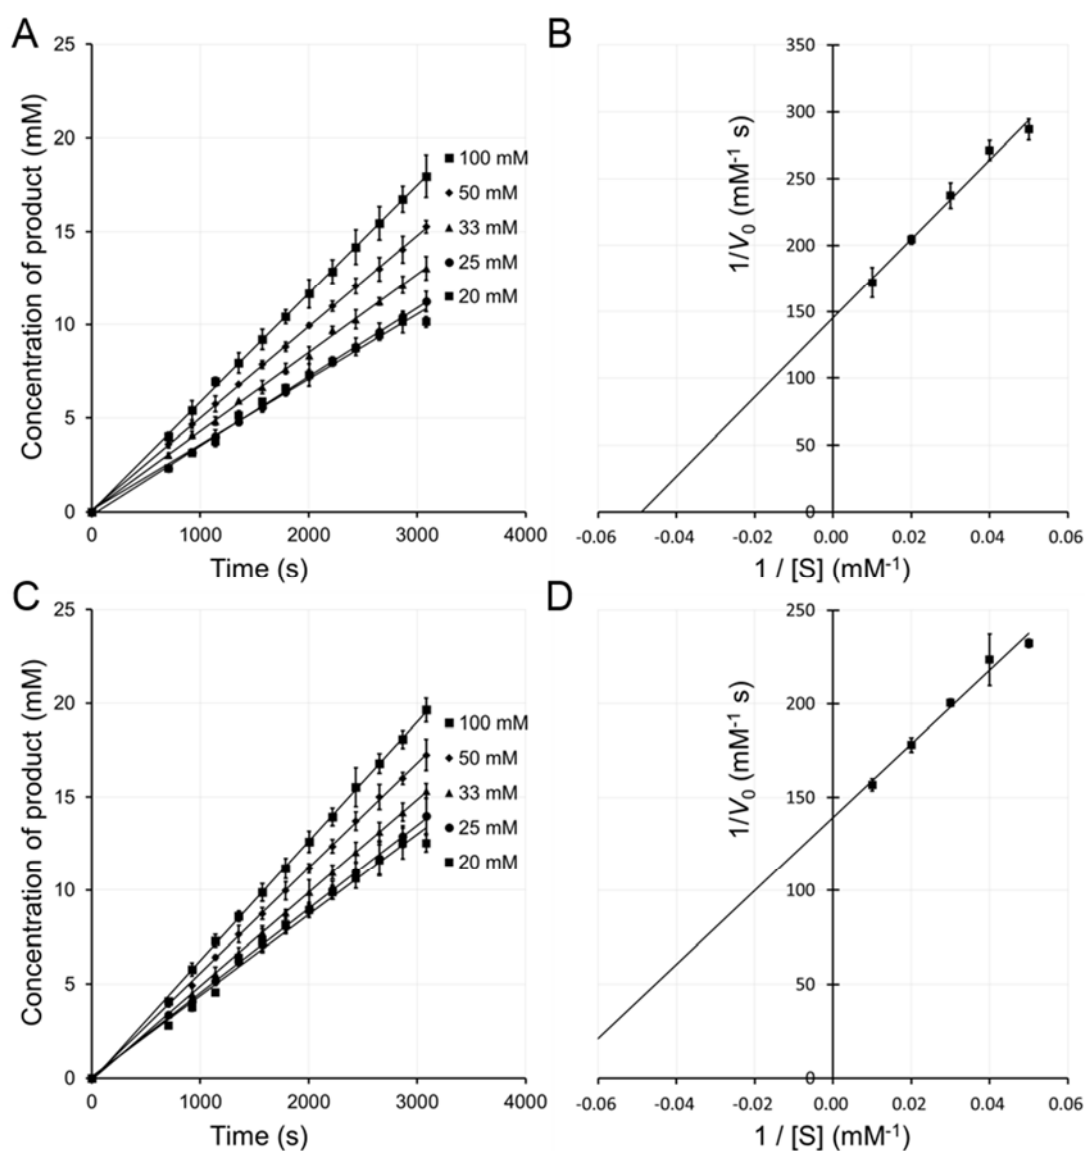 A
Concentration of product (mM)
25
20
15
10
5
0
100 mM
50 mM
33 mM
25 mM
20 mM
0 1000 2000 3000 4000
Time (s)
B
1/V0 (mM-1 s)
350
300
250
200
150
100
50
0
-0.06 -0.04 -0.02 0.00 0.02 0.04 0.06
1 / [S] (mM-1)
C
Concentration of product (mM)
25
20
15
10
5
0
100 mM
50 mM
33 mM
25 mM
20 mM
0 1000 2000 3000 4000
Time (s)
D
1/V0 (mM-1 s)
250
200
150
100
50
0
-0.06 -0.04 -0.02 0.00 0.02 0.04 0.06
1 / [S] (mM-1)